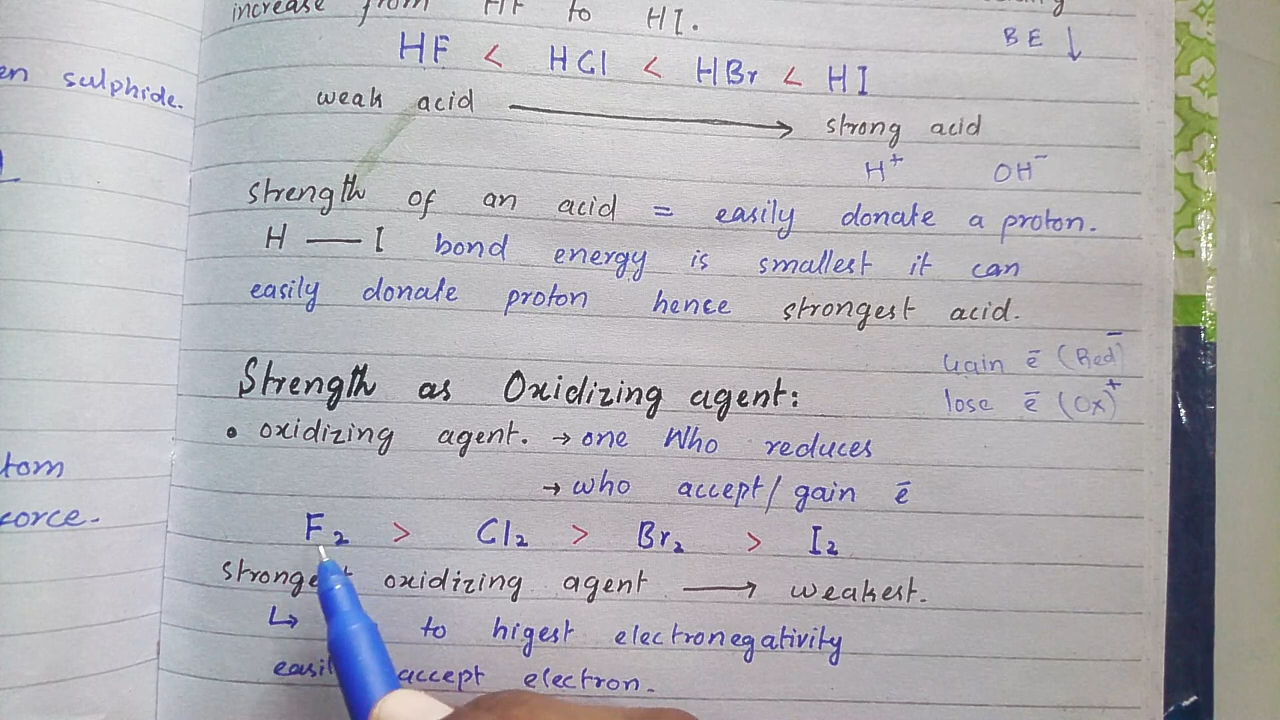 en sulphide.
tom
force.
increase from HF to HI.
BE ↓
HF < HCl < HBr < HI
weak acid ⟶ strong acid
H⁺ OH⁻
strength of an acid = easily donate a proton.
H — I bond energy is smallest it can
easily donate proton hence strongest acid.
Gain ē (Red)⁻
lose ē (Ox)⁺
Strength as Oxidizing agent:
• oxidizing agent. → one Who reduces
→ who accept/gain ē
F₂ > Cl₂ > Br₂ > I₂
oxidizing agent ⟶ weakest.
↳ to higest electronegativity
accept electron.